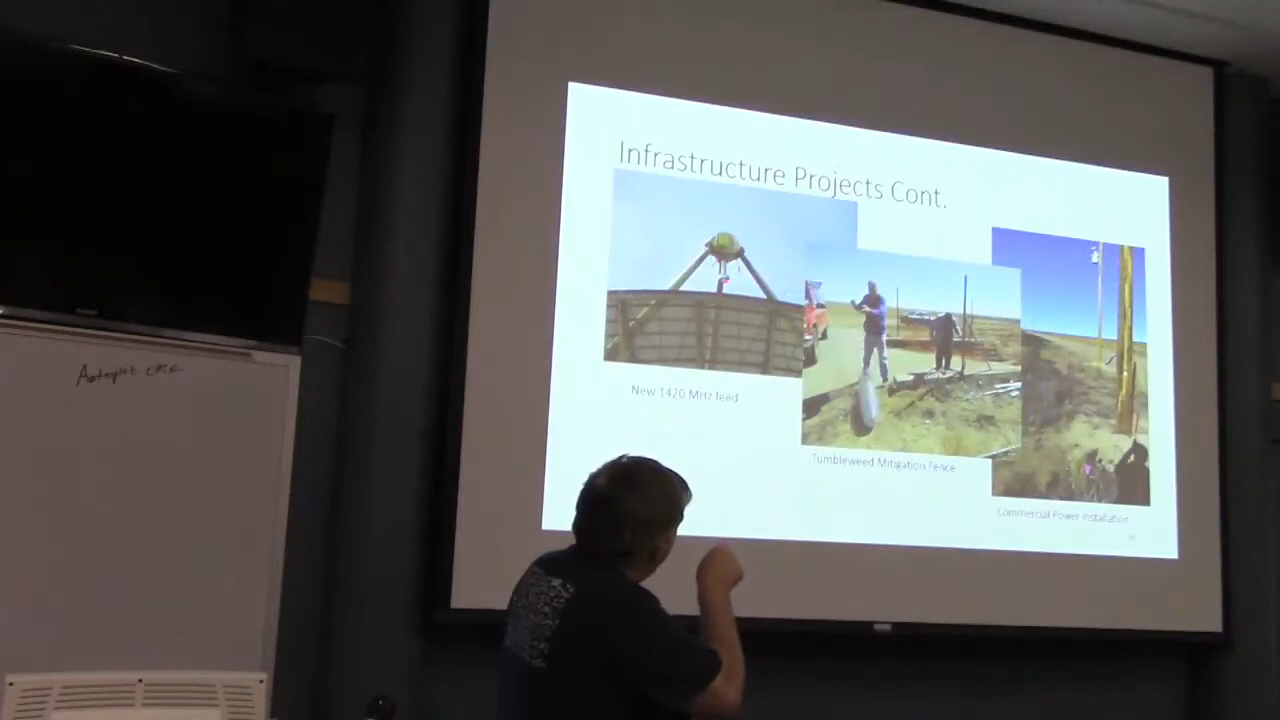 Infrastructure Projects Cont.
New 1420 MHz feed
Tumbleweed Mitigation Fence
Commercial Power Installation